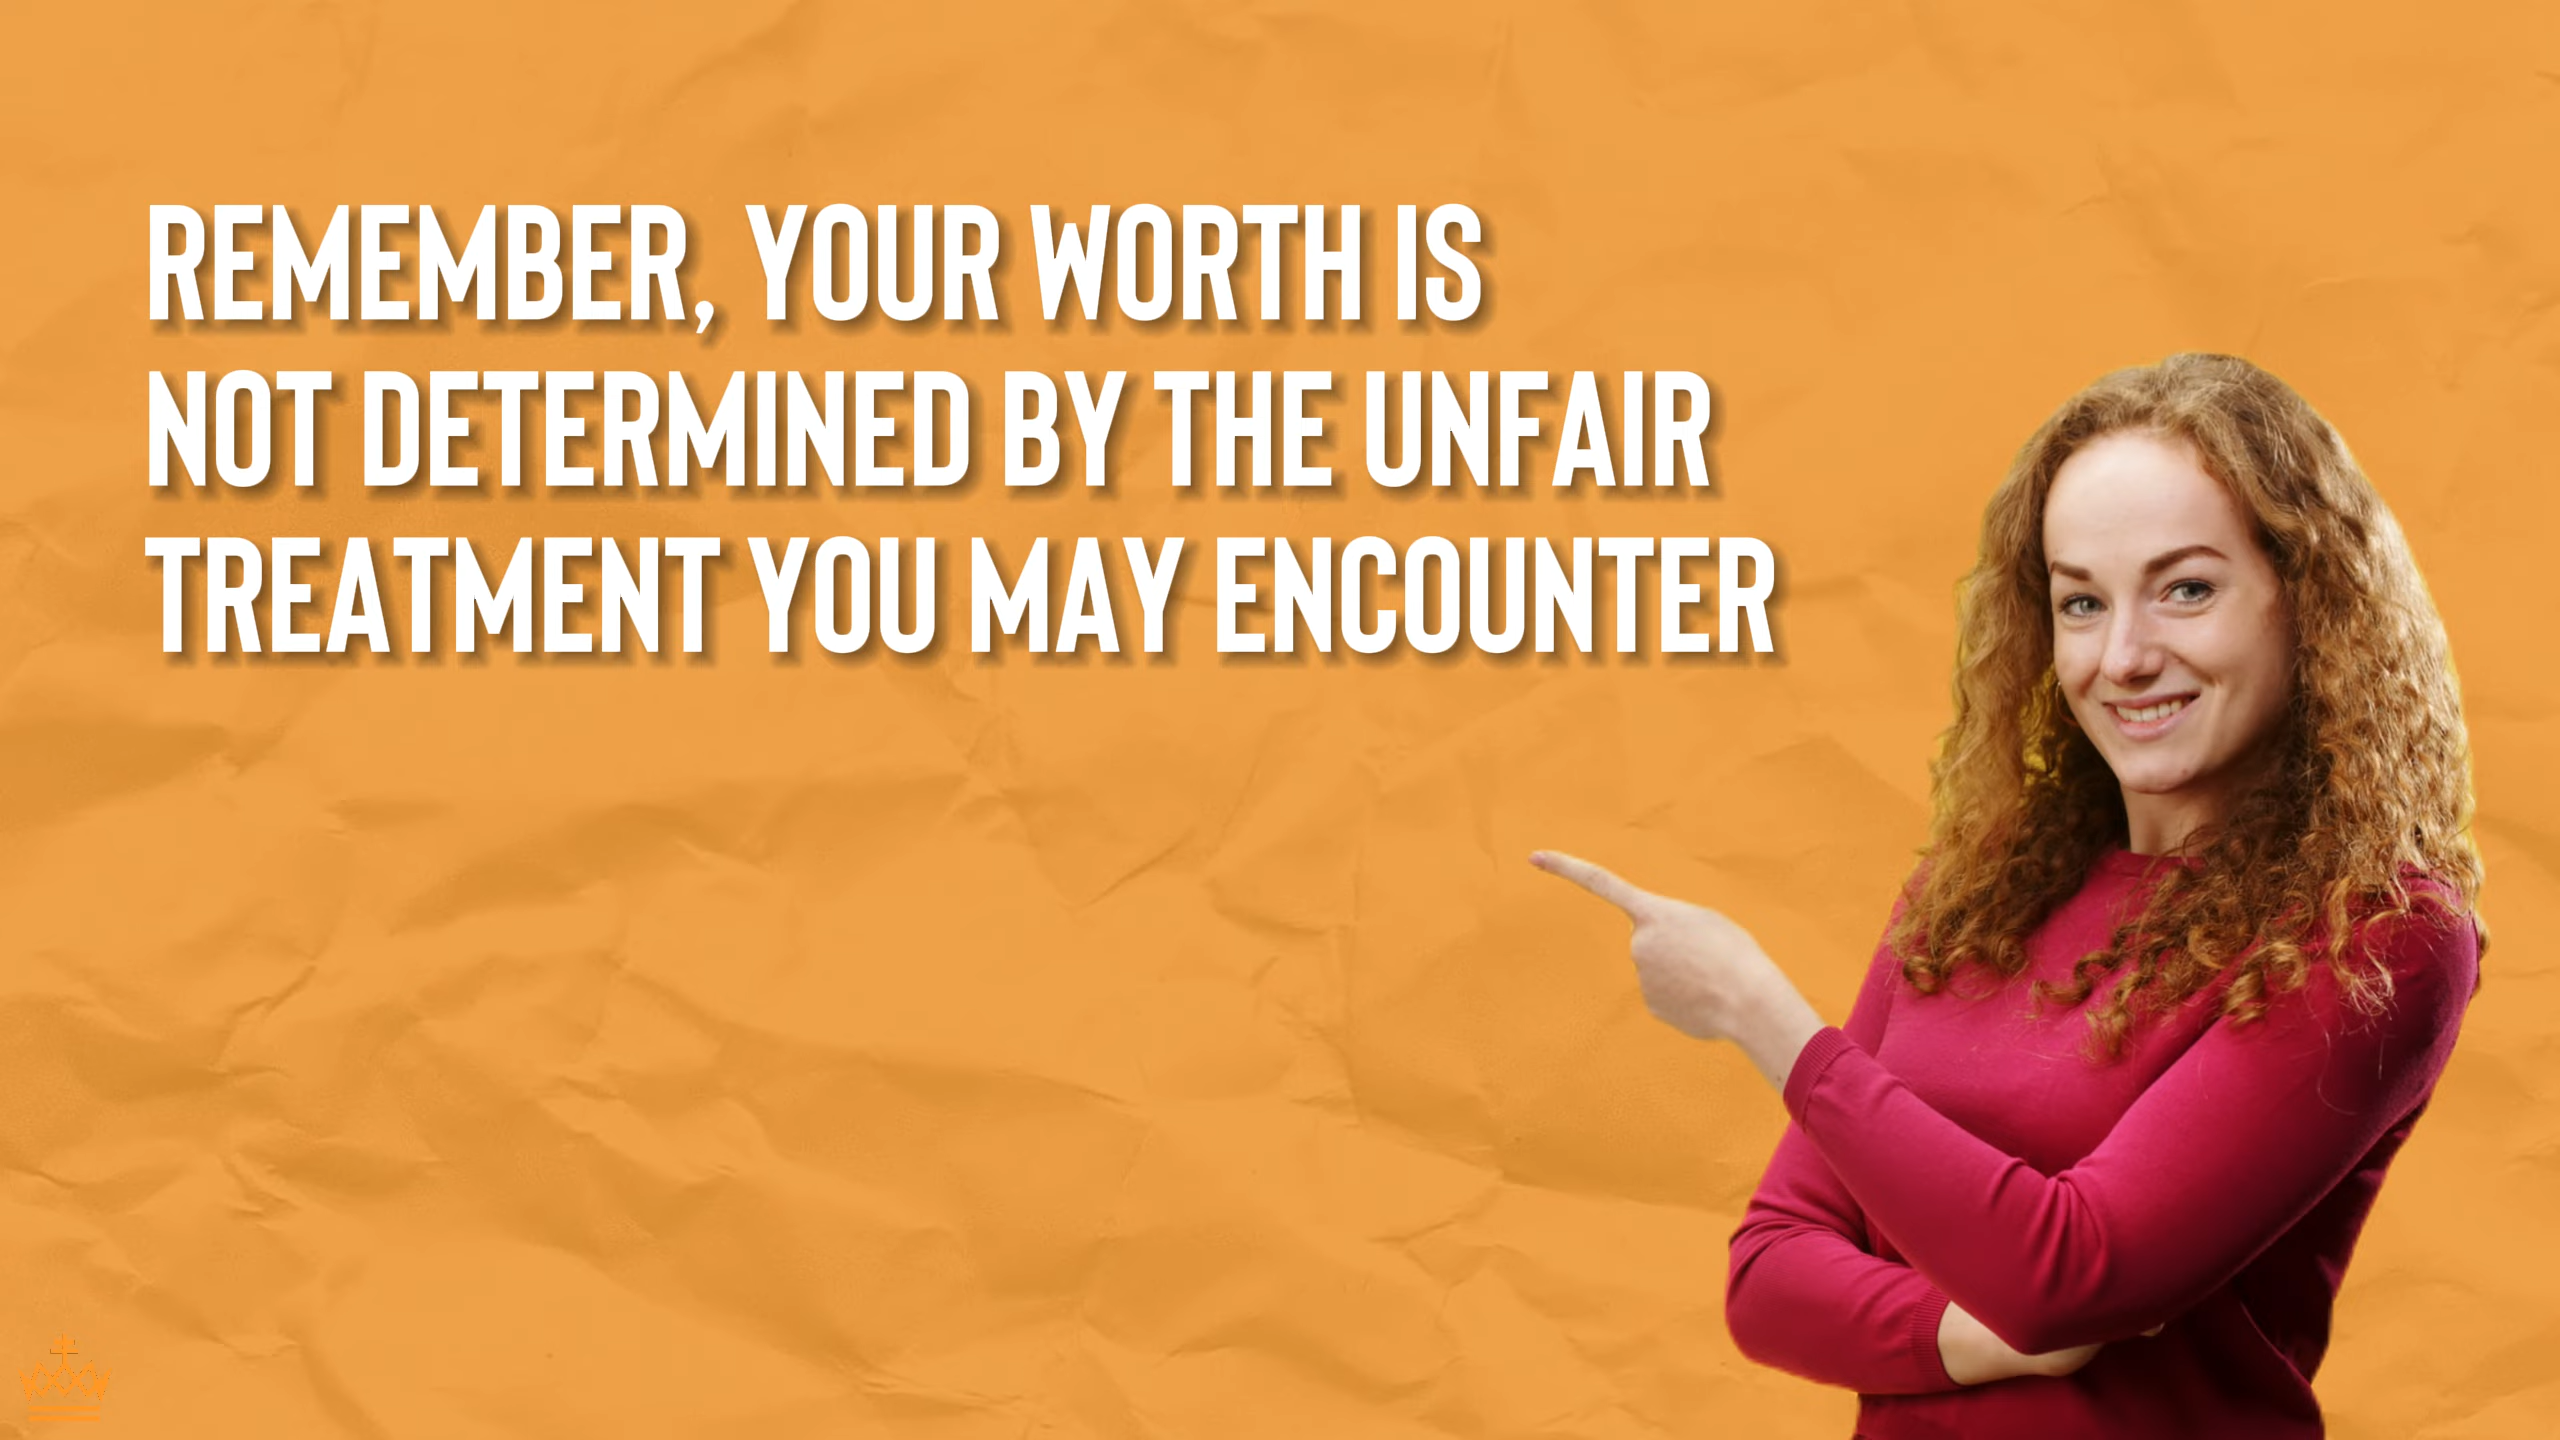 REMEMBER, YOUR WORTH IS
NOT DETERMINED BY THE UNFAIR
TREATMENT YOU MAY ENCOUNTER